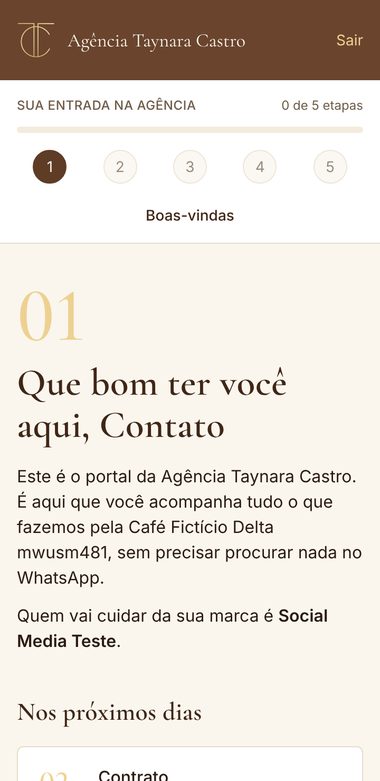 Agência Taynara Castro
Sair
SUA ENTRADA NA AGÊNCIA
0 de 5 etapas
1 2 3 4 5
Boas-vindas
01
Que bom ter você
aqui, Contato
Este é o portal da Agência Taynara Castro.
É aqui que você acompanha tudo o que
fazemos pela Café Fictício Delta
mwusm481, sem precisar procurar nada no
WhatsApp.
Quem vai cuidar da sua marca é Social
Media Teste.
Nos próximos dias
02
Contrato